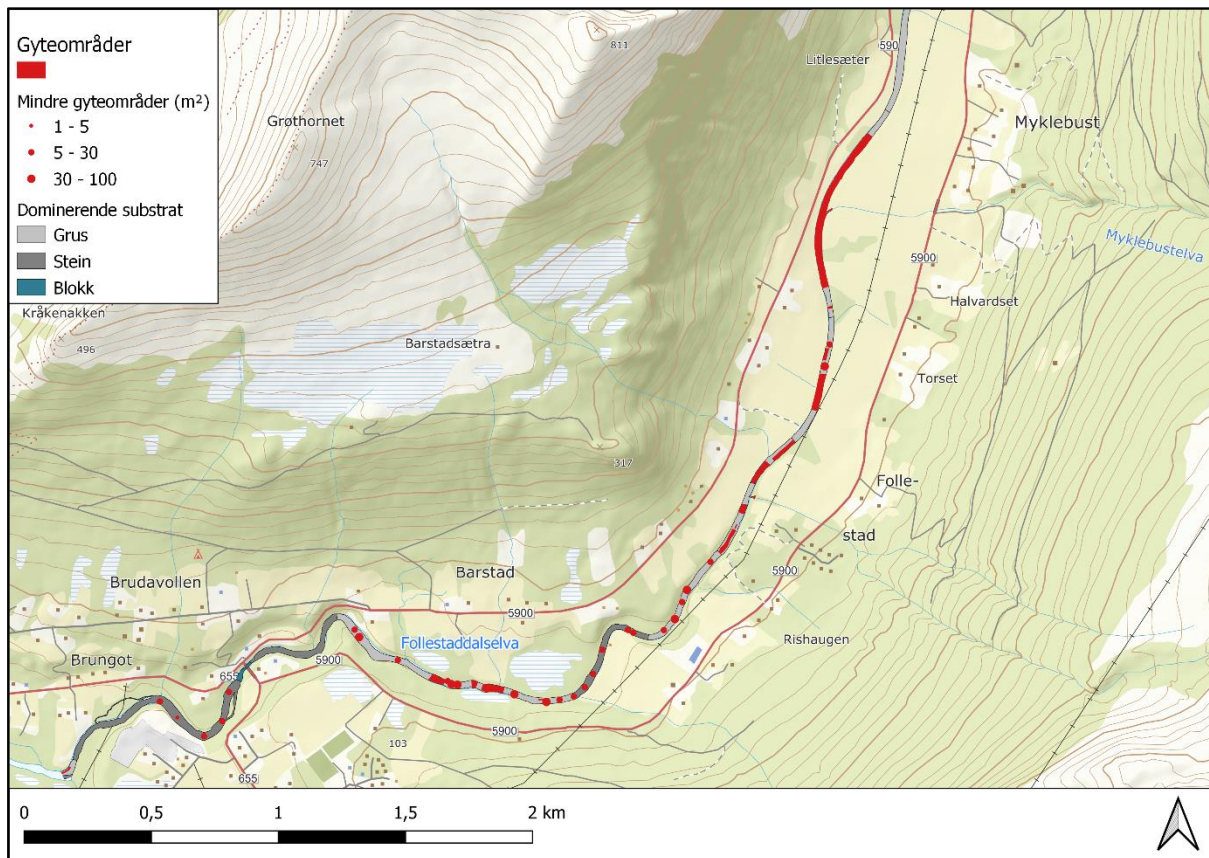 Gyteområder
Mindre gyteområder (m²)
1 - 5
5 - 30
30 - 100
Dominerende substrat
Grus
Stein
Blokk
811
590
Litlesæter
Grøthornet
747
Myklebust
Myklebustelva
5900
Halvardset
Kråkenakken
496
Barstadsætra
Torset
317
Folle-
stad
5900
Barstad
Brudavollen
5900
Rishaugen
Follestaddalselva
Brungot
5900
655
5900
103
655
0
0,5
1
1,5
2 km